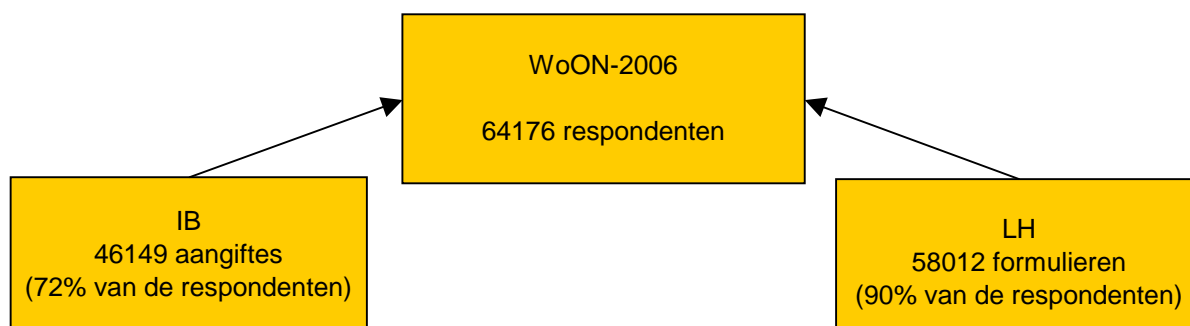 WoON-2006
64176 respondenten
IB
46149 aangiftes
(72% van de respondenten)
LH
58012 formulieren
(90% van de respondenten)